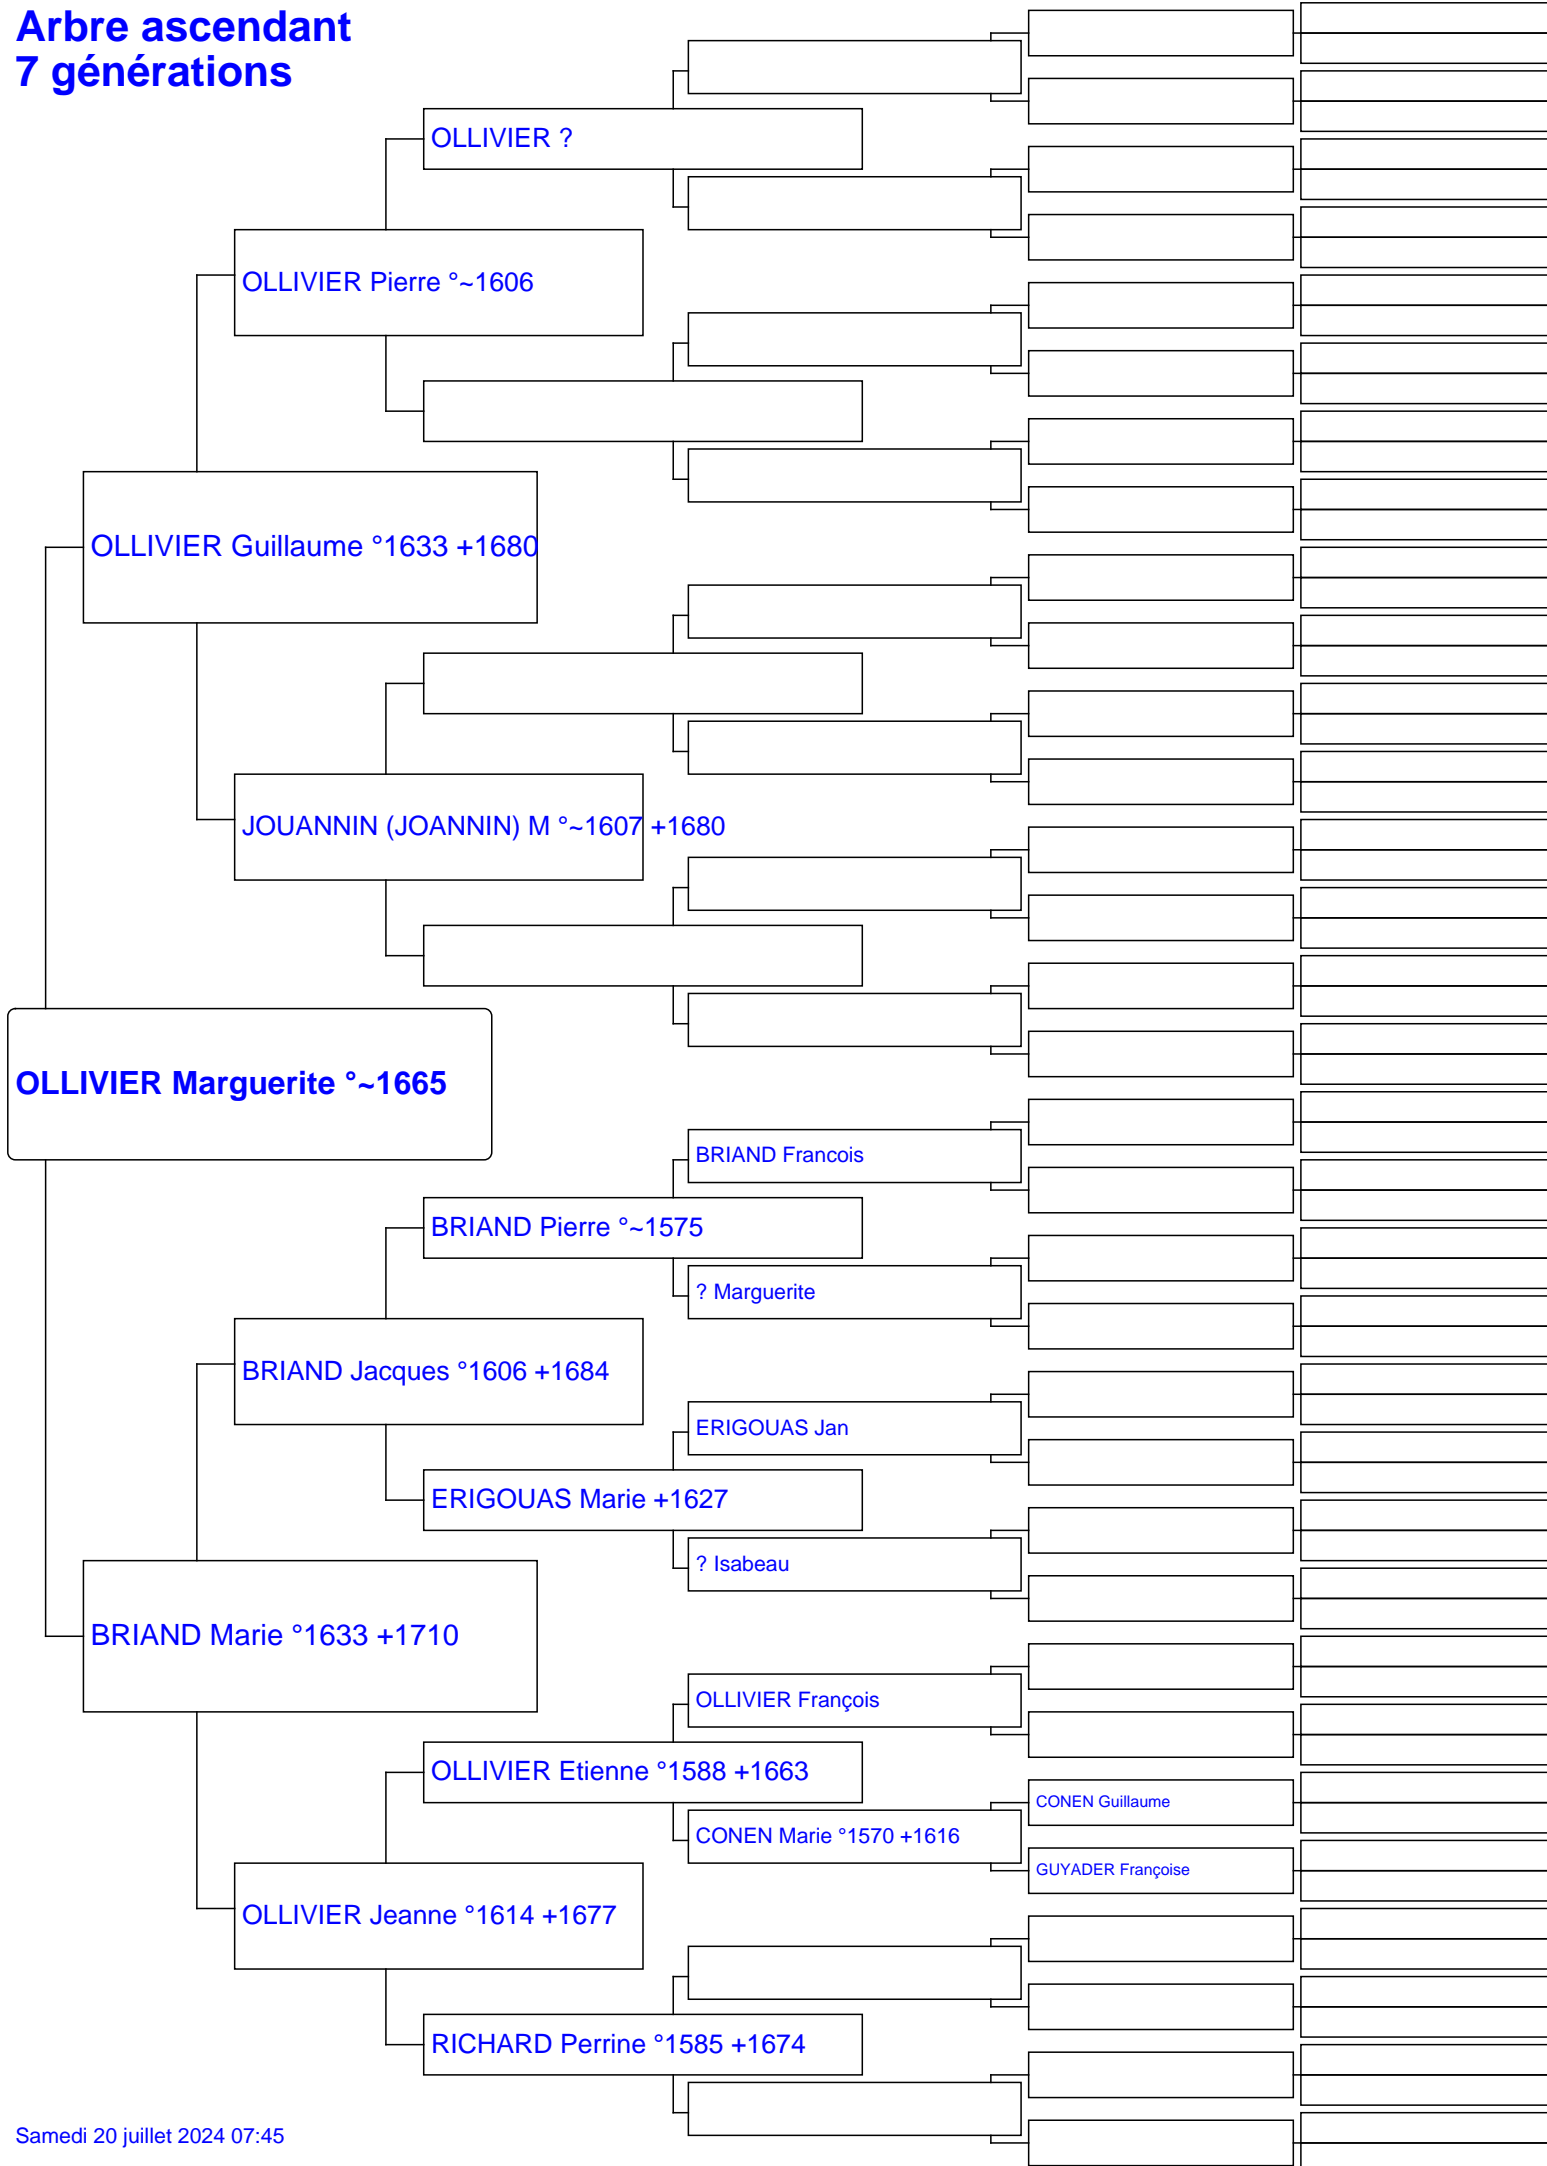 Arbre ascendant
7 générations
OLLIVIER ?
OLLIVIER Pierre °~1606
OLLIVIER Guillaume °1633 +1680
JOUANNIN (JOANNIN) M °~1607 +1680
OLLIVIER Marguerite °~1665
BRIAND Francois
BRIAND Pierre °~1575
? Marguerite
BRIAND Jacques °1606 +1684
ERIGOUAS Jan
ERIGOUAS Marie +1627
? Isabeau
BRIAND Marie °1633 +1710
OLLIVIER François
OLLIVIER Etienne °1588 +1663
CONEN Guillaume
CONEN Marie °1570 +1616
GUYADER Françoise
OLLIVIER Jeanne °1614 +1677
RICHARD Perrine °1585 +1674
Samedi 20 juillet 2024 07:45